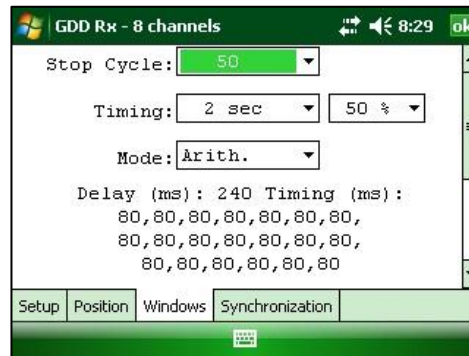 GDD Rx - 8 channels 8:29 ok
Stop Cycle: 50
Timing: 2 sec 50 %
Mode: Arith.
Delay (ms): 240 Timing (ms):
80,80,80,80,80,80,80,
80,80,80,80,80,80,80,
80,80,80,80,80,80
Setup Position Windows Synchronization